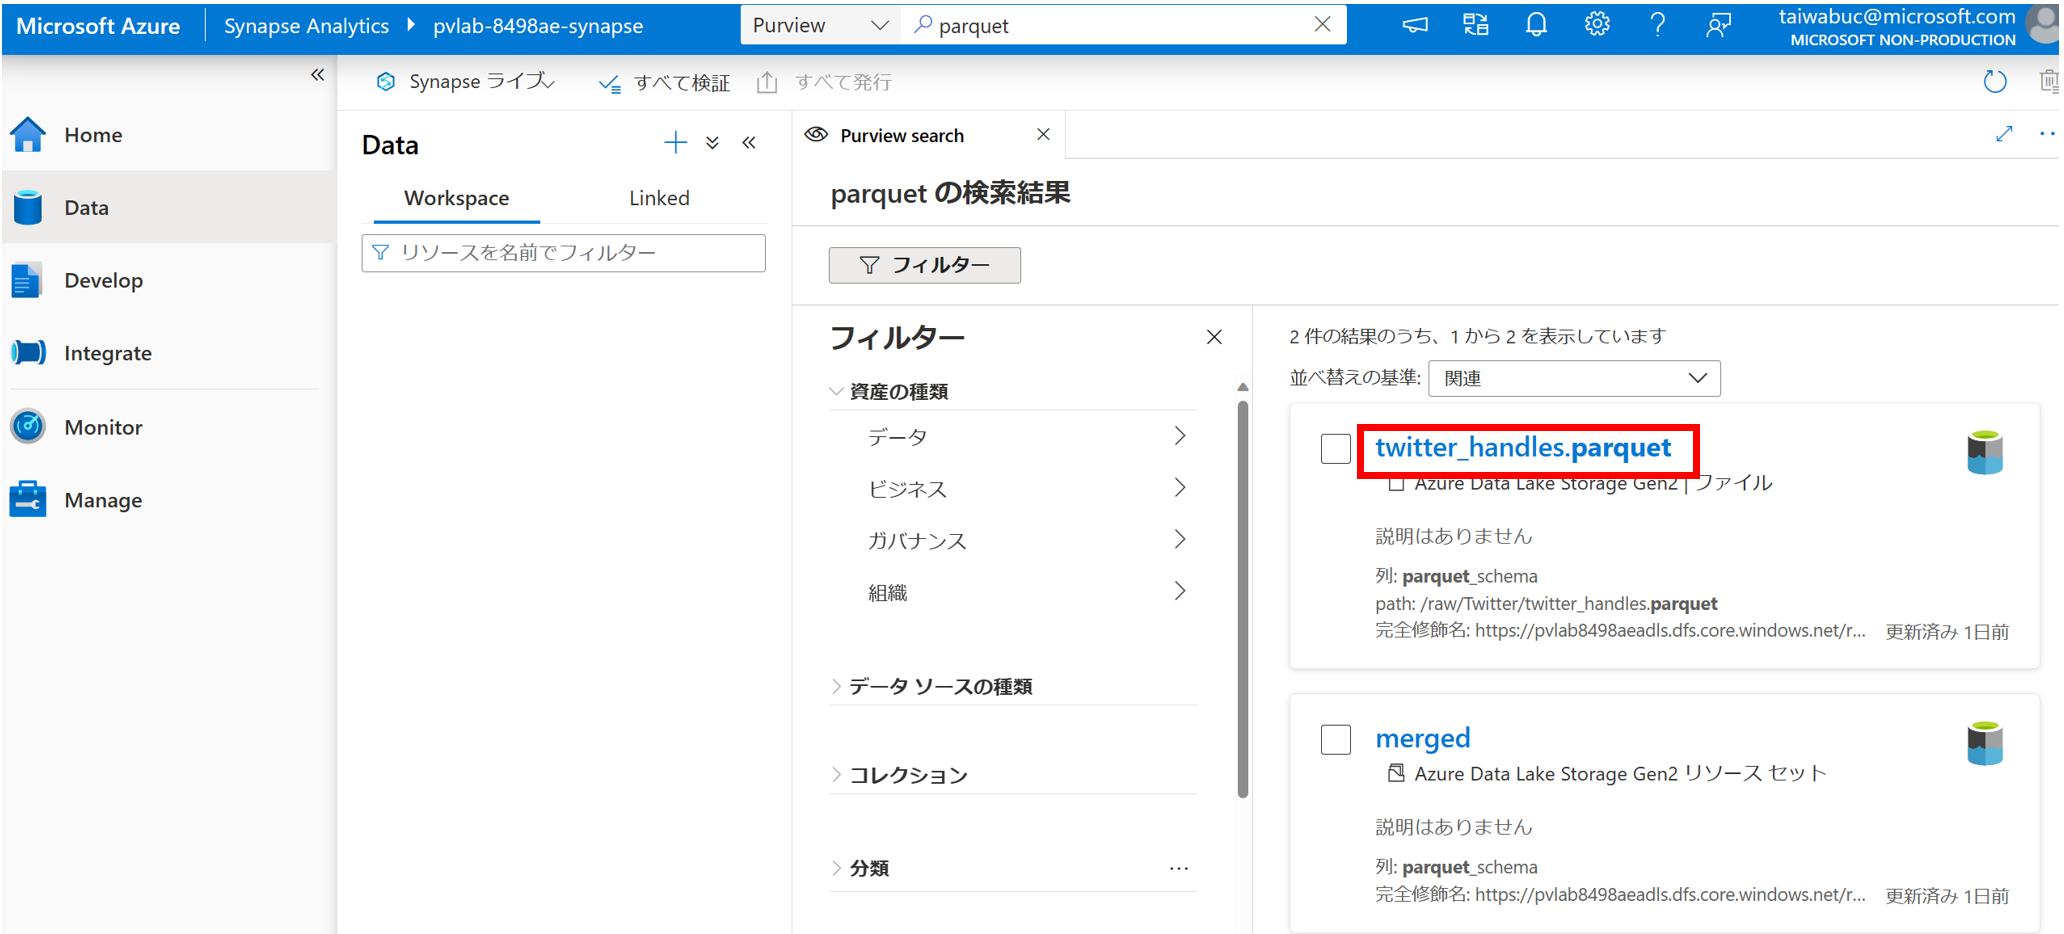 Microsoft Azure
Synapse Analytics
pvlab-8498ae-synapse
Purview
parquet
taiwabuc@microsoft.com
MICROSOFT NON-PRODUCTION
Synapse ライブ
すべて検証
すべて発行
Home
Data
Develop
Integrate
Monitor
Manage
Data
Workspace
Linked
リソースを名前でフィルター
Purview search
parquet の検索結果
フィルター
フィルター
資産の種類
データ
ビジネス
ガバナンス
組織
データ ソースの種類
コレクション
分類
2 件の結果のうち、1 から 2 を表示しています
並べ替えの基準: 関連
twitter_handles.parquet
Azure Data Lake Storage Gen2 | ファイル
説明はありません
列: parquet_schema
path: /raw/Twitter/twitter_handles.parquet
完全修飾名: https://pvlab8498aeadls.dfs.core.windows.net/r... 更新済み 1日前
merged
Azure Data Lake Storage Gen2 リソース セット
説明はありません
列: parquet_schema
完全修飾名: https://pvlab8498aeadls.dfs.core.windows.net/r... 更新済み 1日前